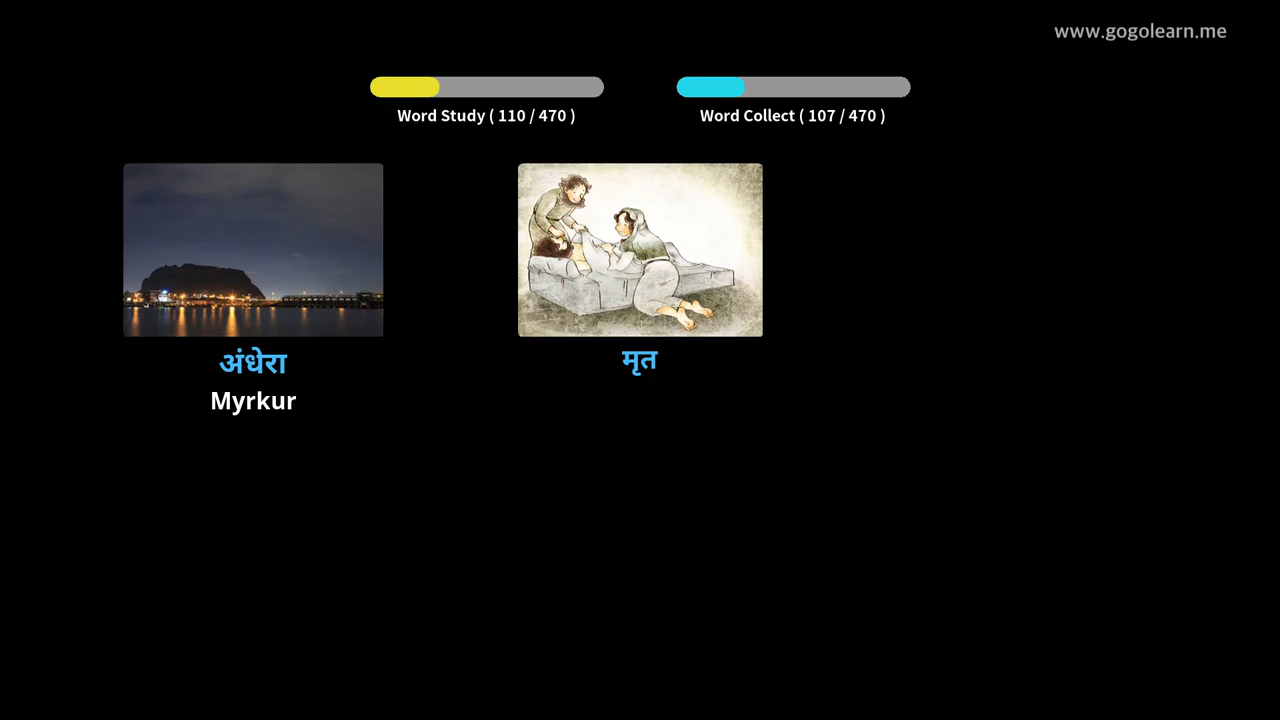 www.gogolearn.me
Word Study ( 110 / 470 )
Word Collect ( 107 / 470 )
अंधेरा
Myrkur
मृत